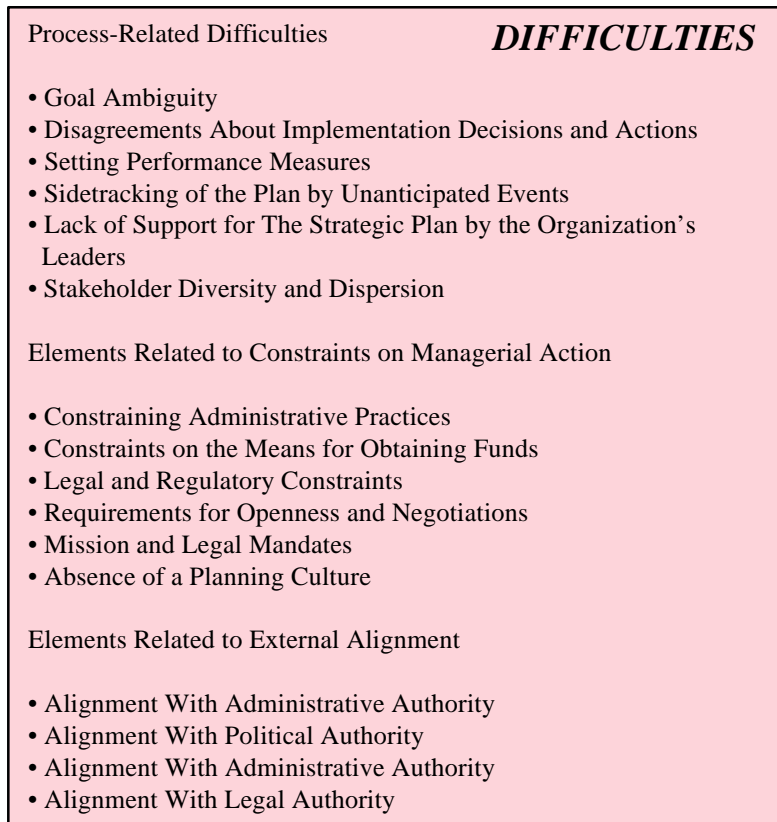 Process-Related Difficulties
DIFFICULTIES
• Goal Ambiguity
• Disagreements About Implementation Decisions and Actions
• Setting Performance Measures
• Sidetracking of the Plan by Unanticipated Events
• Lack of Support for The Strategic Plan by the Organization’s
Leaders
• Stakeholder Diversity and Dispersion
Elements Related to Constraints on Managerial Action
• Constraining Administrative Practices
• Constraints on the Means for Obtaining Funds
• Legal and Regulatory Constraints
• Requirements for Openness and Negotiations
• Mission and Legal Mandates
• Absence of a Planning Culture
Elements Related to External Alignment
• Alignment With Administrative Authority
• Alignment With Political Authority
• Alignment With Administrative Authority
• Alignment With Legal Authority